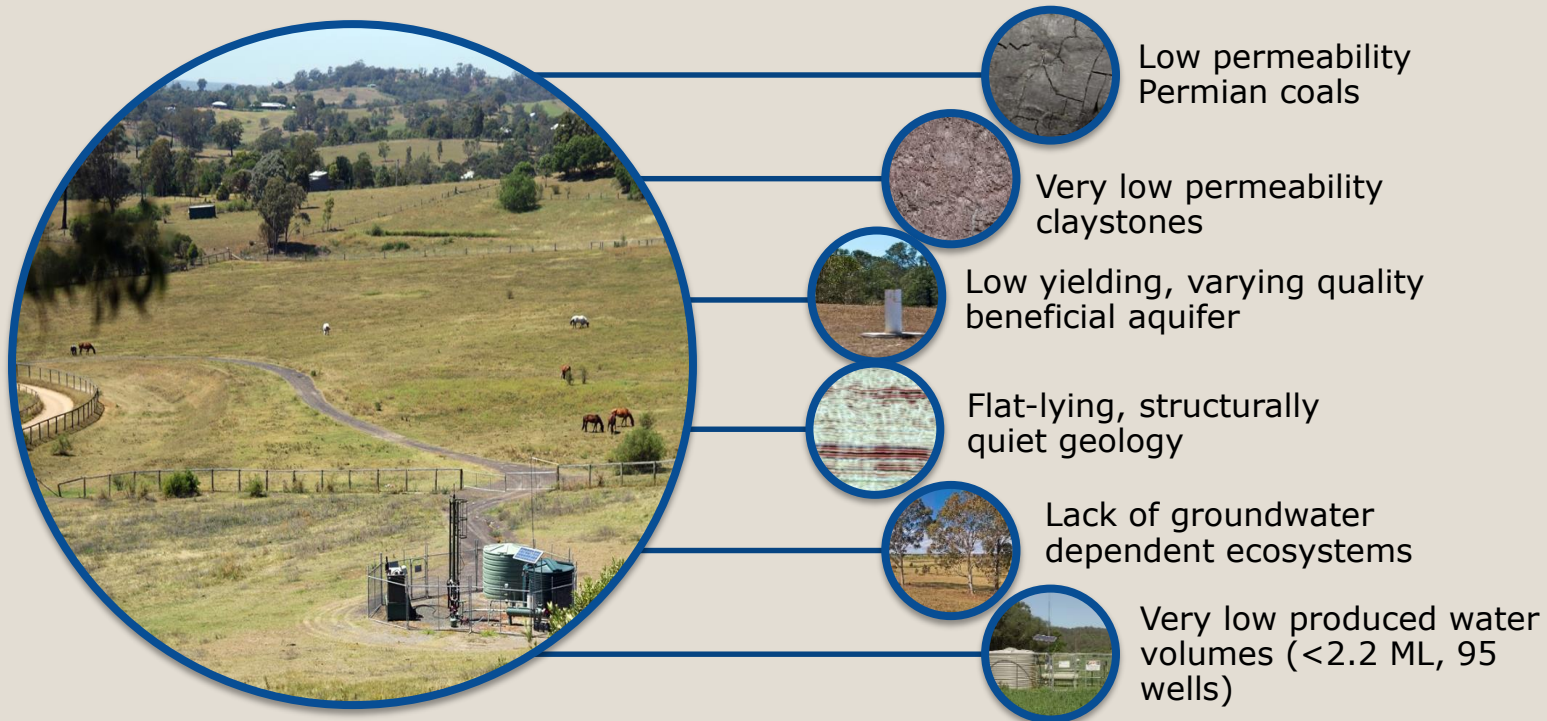 Low permeability
Permian coals
Very low permeability
claystones
Low yielding, varying quality
beneficial aquifer
Flat-lying, structurally
quiet geology
Lack of groundwater
dependent ecosystems
Very low produced water
volumes (<2.2 ML, 95
wells)